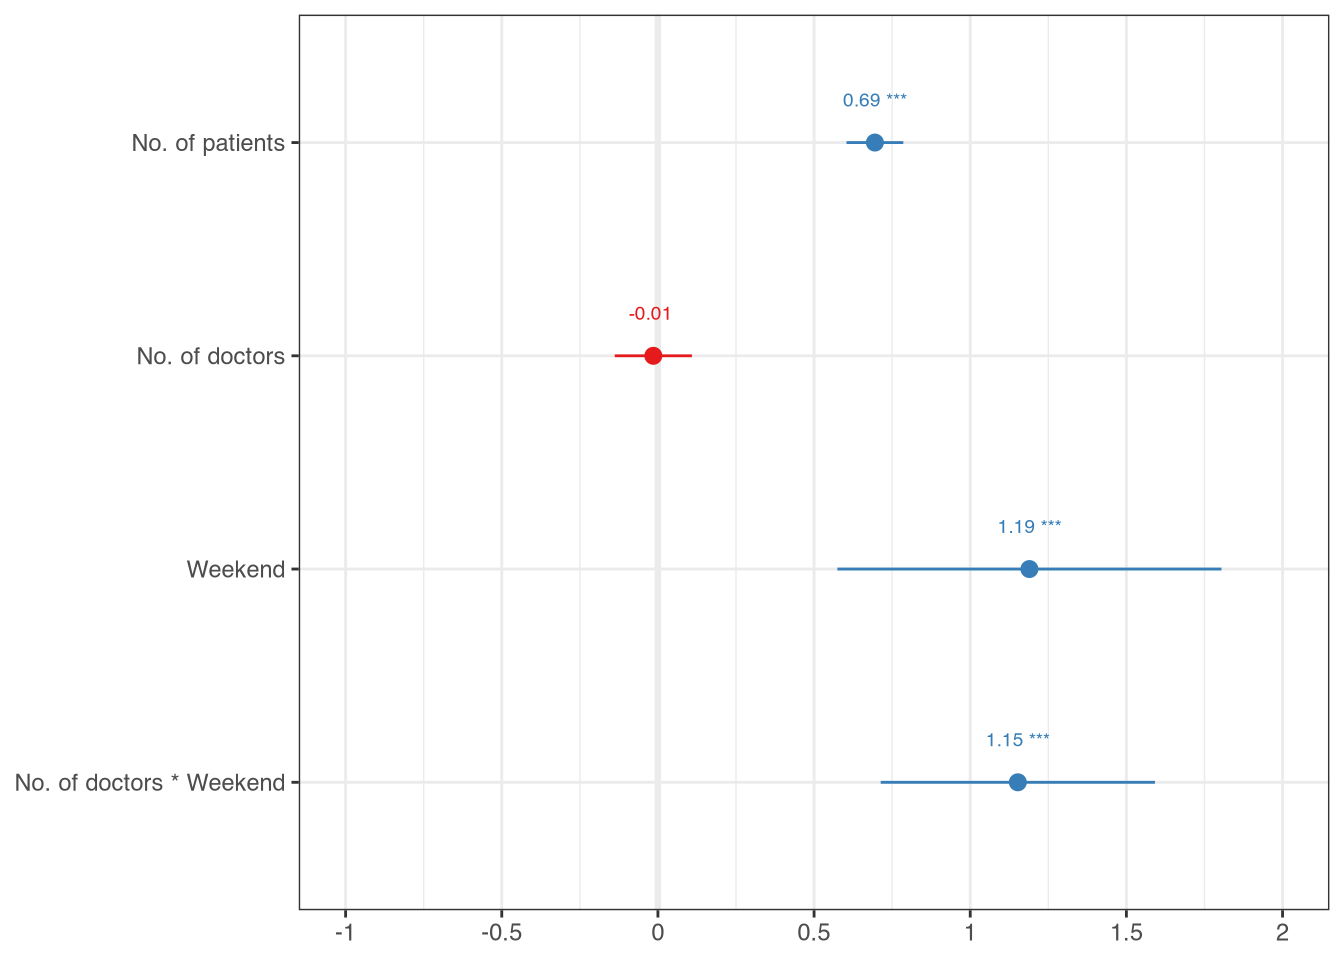 0.69 ***
No. of patients
-0.01
No. of doctors
1.19 ***
Weekend
1.15 ***
No. of doctors * Weekend
-1 -0.5 0 0.5 1 1.5 2